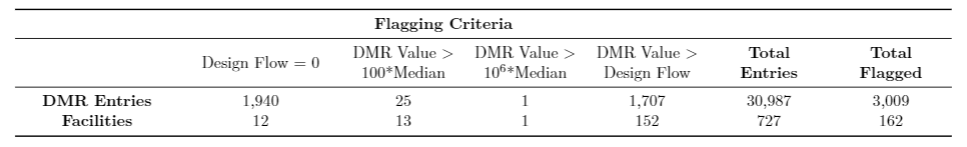 Flagging Criteria
Design Flow = 0 DMR Value > 100*Median DMR Value > 10⁶*Median DMR Value > Design Flow Total Entries Total Flagged
DMR Entries 1,940 25 1 1,707 30,987 3,009
Facilities 12 13 1 152 727 162